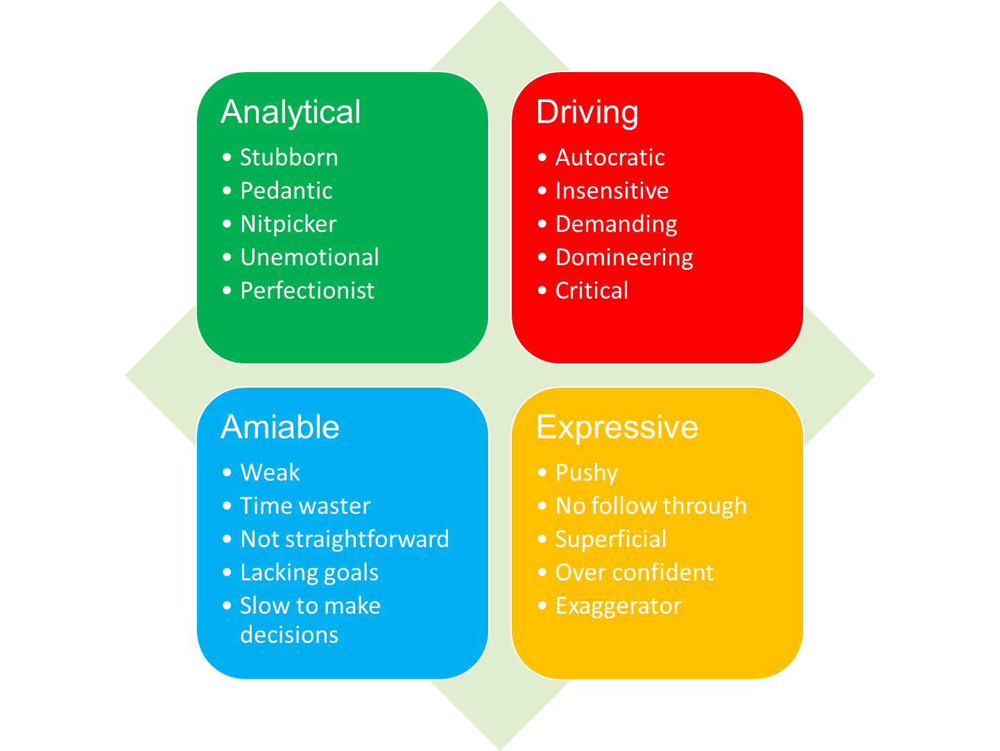 Analytical
• Stubborn
• Pedantic
• Nitpicker
• Unemotional
• Perfectionist
Driving
• Autocratic
• Insensitive
• Demanding
• Domineering
• Critical
Amiable
• Weak
• Time waster
• Not straightforward
• Lacking goals
• Slow to make
decisions
Expressive
• Pushy
• No follow through
• Superficial
• Over confident
• Exaggerator